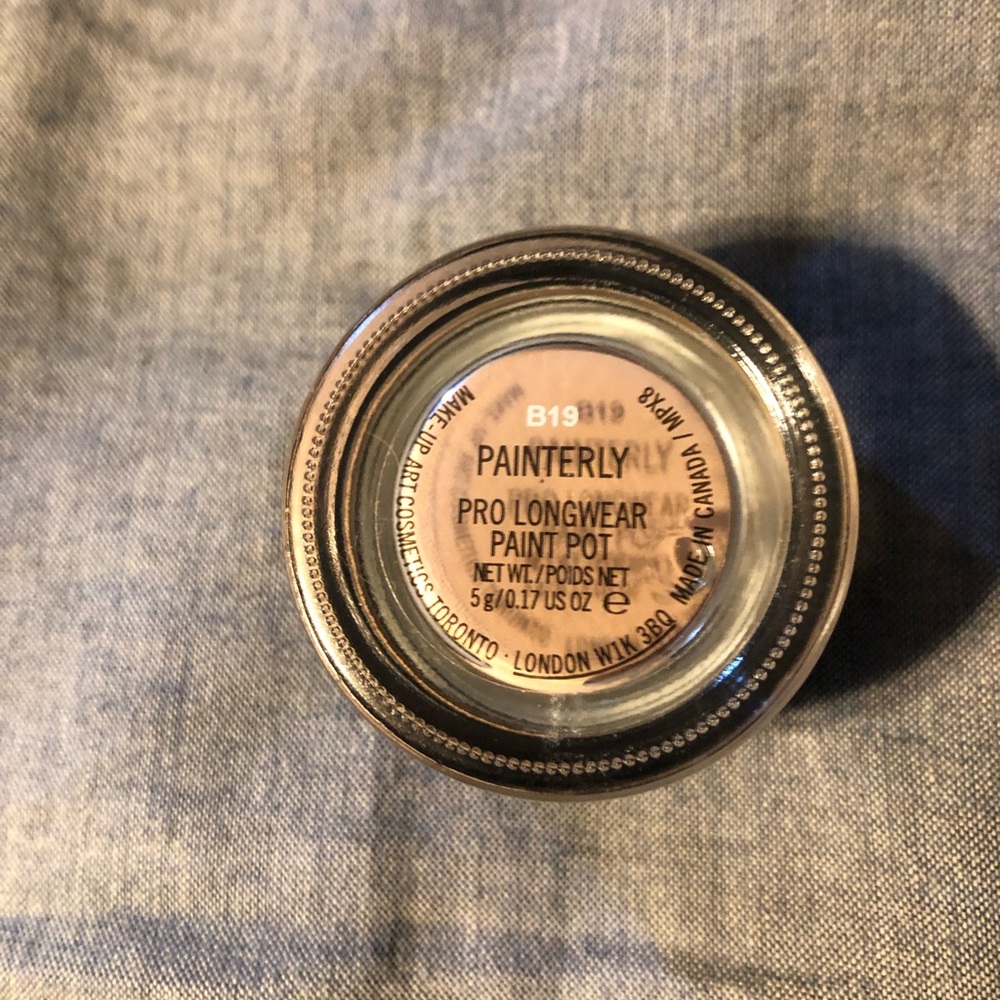 B19
PAINTERLY
PRO LONGWEAR
PAINT POT
NET WT./POIDS NET
5 g/0.17 US OZ ℮
MAKE-UP ART COSMETICS TORONTO · LONDON W1K 3BQ
MADE IN CANADA / MPX8